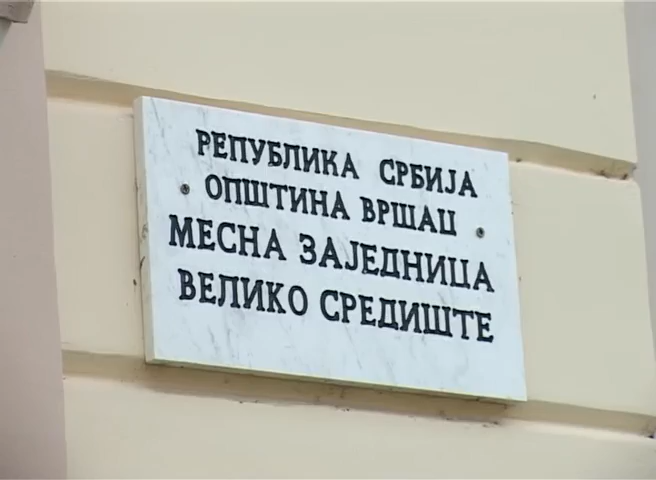 РЕПУБЛИКА СРБИЈА
ОПШТИНА ВРШАЦ
МЕСНА ЗАЈЕДНИЦА
ВЕЛИКО СРЕДИШТЕ